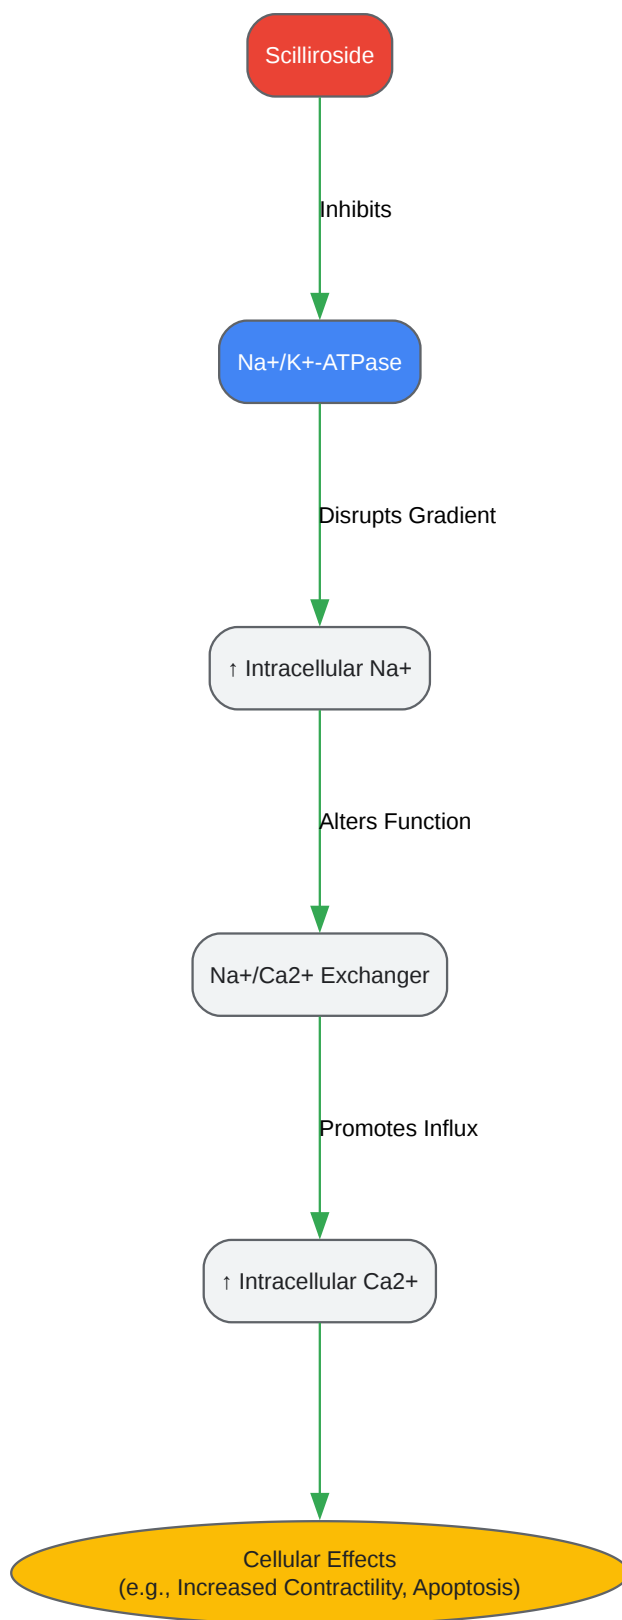 Scilliroside
Inhibits
Na+/K+-ATPase
Disrupts Gradient
↑ Intracellular Na+
Alters Function
Na+/Ca2+ Exchanger
Promotes Influx
↑ Intracellular Ca2+
Cellular Effects
(e.g., Increased Contractility, Apoptosis)